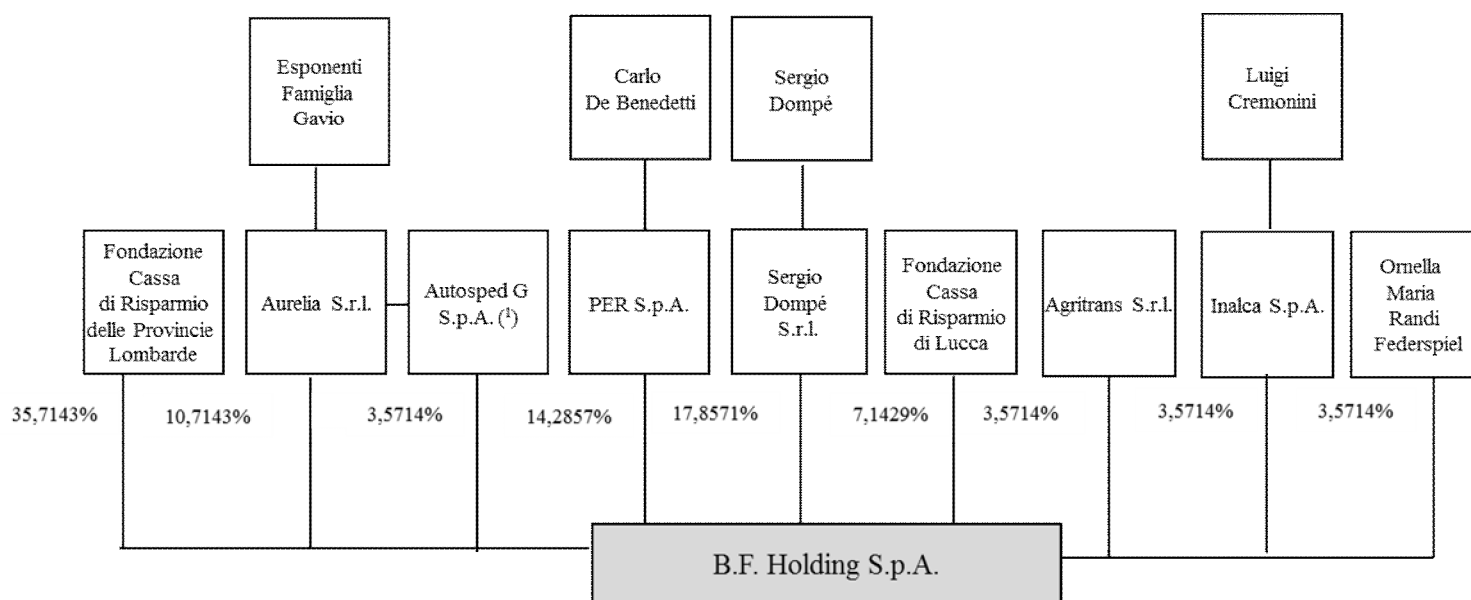 Esponenti
Famiglia
Gavio
Carlo
De Benedetti
Sergio
Dompé
Luigi
Cremonini
Fondazione
Cassa
di Risparmio
delle Provincie
Lombarde
Aurelia S.r.l.
Autosped G
S.p.A. (¹)
PER S.p.A.
Sergio
Dompé
S.r.l.
Fondazione
Cassa
di Risparmio
di Lucca
Agritrans S.r.l.
Inalca S.p.A.
Ornella
Maria
Randi
Federspiel
35,7143%
10,7143%
3,5714%
14,2857%
17,8571%
7,1429%
3,5714%
3,5714%
3,5714%
B.F. Holding S.p.A.